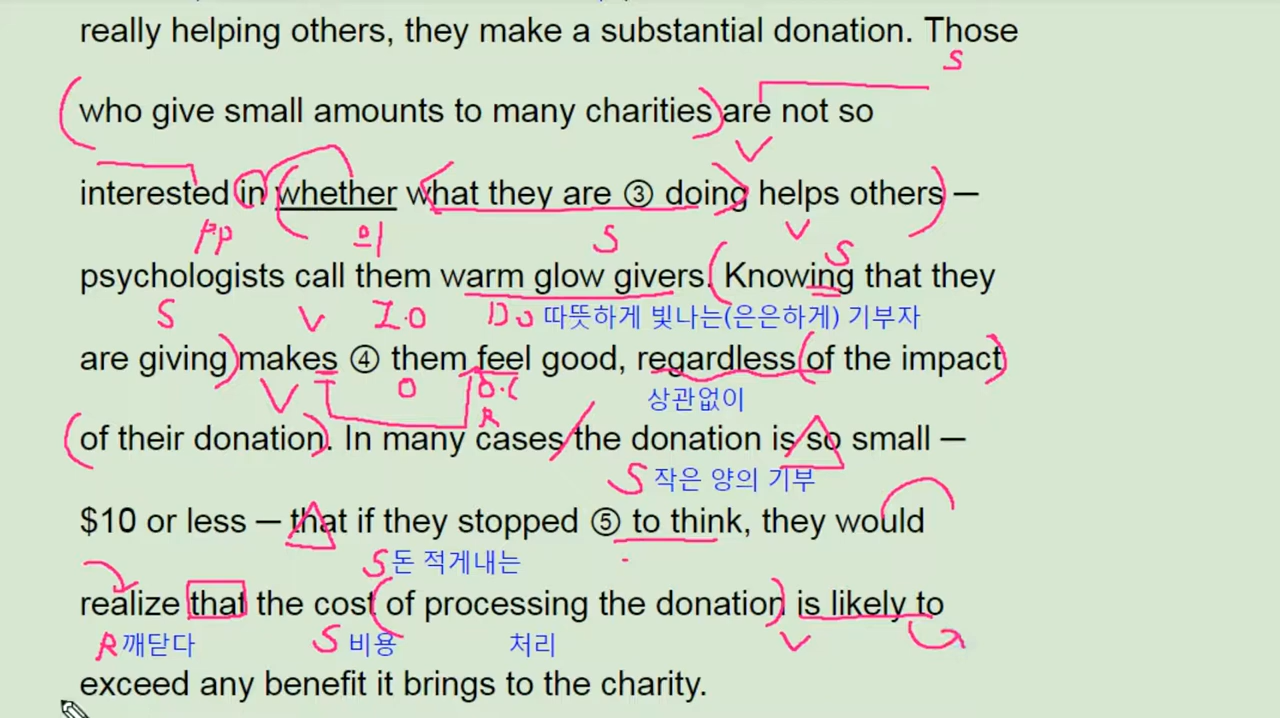 really helping others, they make a substantial donation. Those
S
who give small amounts to many charities) are not so
V
interested in whether what they are ③ doing helps others) —
pp 의 S V S
psychologists call them warm glow givers. (Knowing that they
S V I.O D.o 따뜻하게 빛나는(은은하게) 기부자
are giving) makes ④ them feel good, regardless (of the impact)
V O O.C 상관없이
R
(of their donation). In many cases/the donation is so small —
S 작은 양의 기부
$10 or less — that if they stopped ⑤ to think, they would
S 돈 적게내는
realize that the cost (of processing the donation) is likely to
R 깨닫다 S 비용 처리 V
exceed any benefit it brings to the charity.